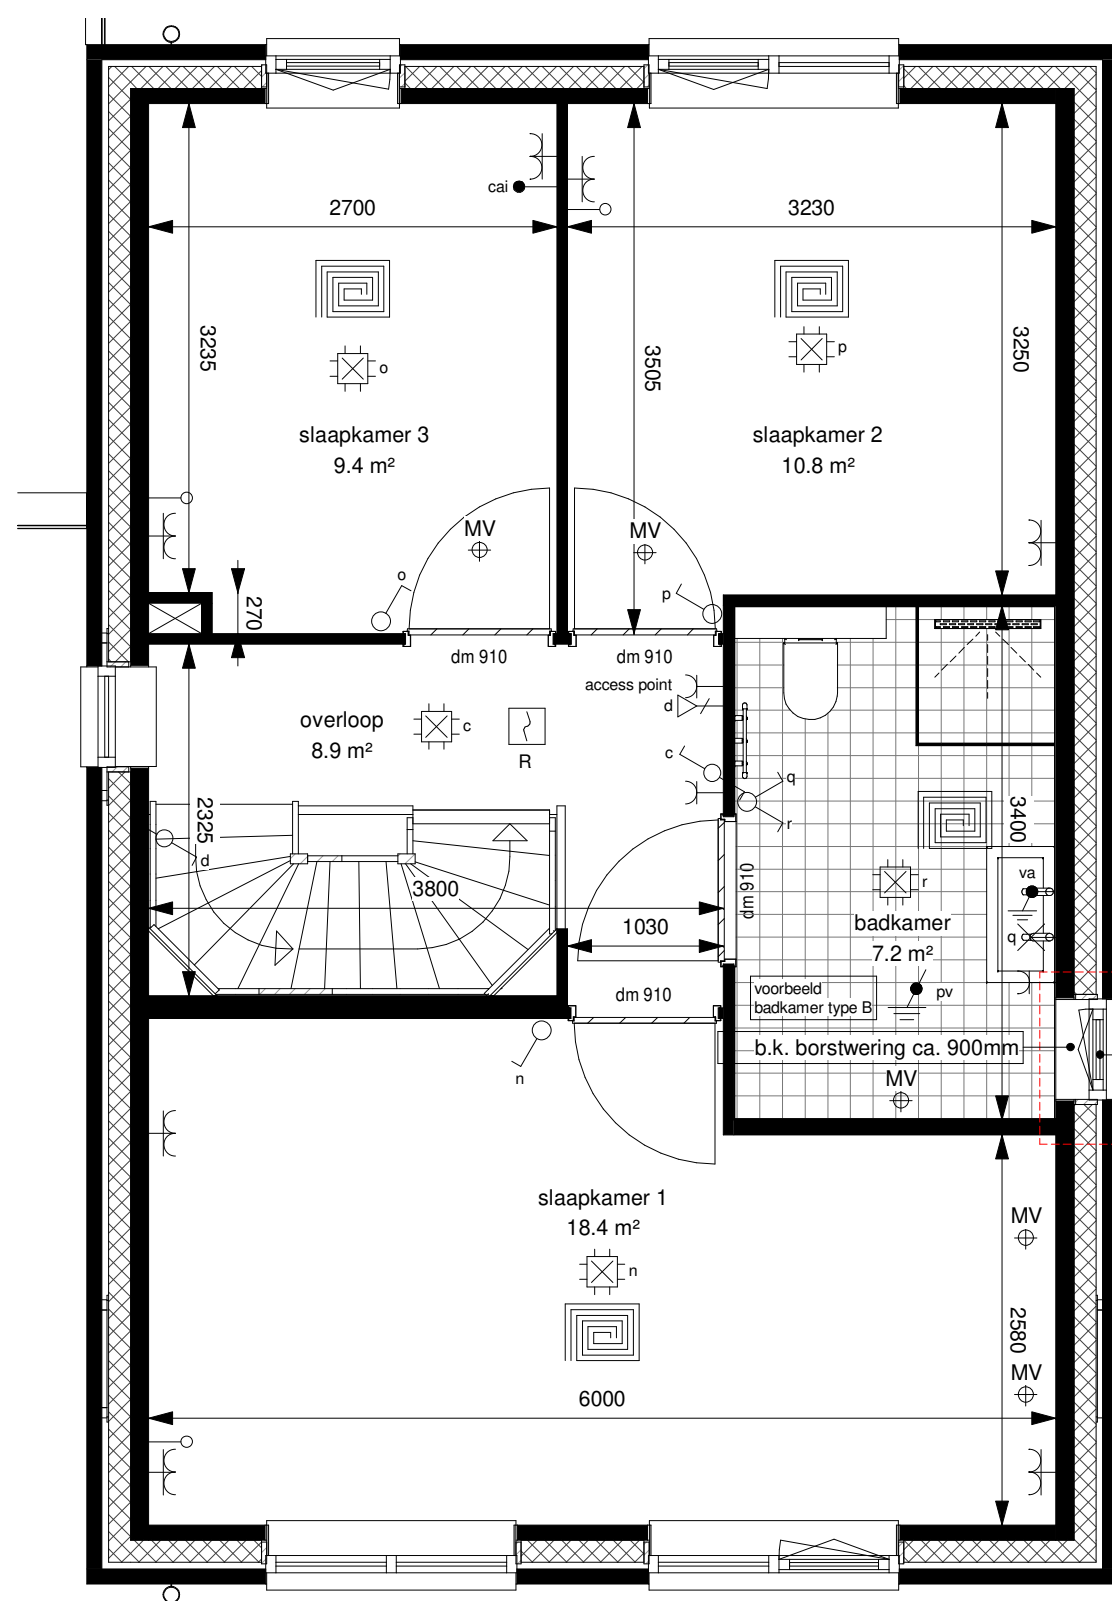 cai
2700
3230
3235
3505
3250
o
p
slaapkamer 3
9.4 m²
slaapkamer 2
10.8 m²
MV
MV
o
p
270
dm 910
dm 910
access point
d
overloop
8.9 m²
c
R
c
q
r
2325
d
3400
3800
dm 910
va
r
badkamer
7.2 m²
q
1030
dm 910
voorbeeld
badkamer type B
pv
b.k. borstwering ca. 900mm
n
MV
slaapkamer 1
18.4 m²
MV
n
2580
MV
6000